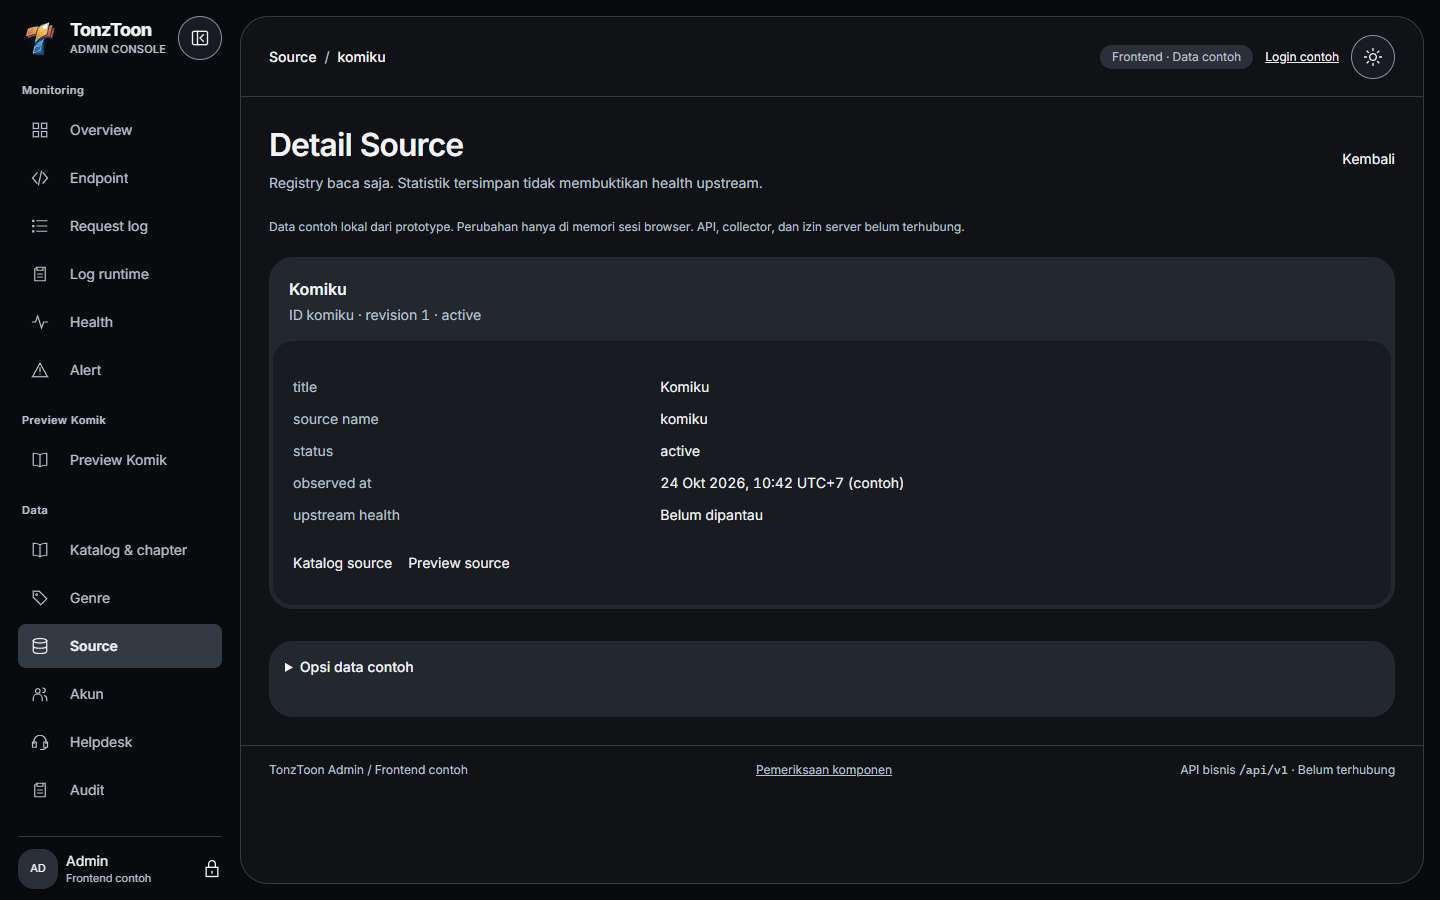 TonzToon
ADMIN CONSOLE
Monitoring
Overview
Endpoint
Request log
Log runtime
Health
Alert
Preview Komik
Preview Komik
Data
Katalog & chapter
Genre
Source
Akun
Helpdesk
Audit
AD
Admin
Frontend contoh
Source / komiku
Frontend · Data contoh
Login contoh
Detail Source
Registry baca saja. Statistik tersimpan tidak membuktikan health upstream.
Kembali
Data contoh lokal dari prototype. Perubahan hanya di memori sesi browser. API, collector, dan izin server belum terhubung.
Komiku
ID komiku · revision 1 · active
title Komiku
source name komiku
status active
observed at 24 Okt 2026, 10:42 UTC+7 (contoh)
upstream health Belum dipantau
Katalog source Preview source
Opsi data contoh
TonzToon Admin / Frontend contoh
Pemeriksaan komponen
API bisnis /api/v1 · Belum terhubung